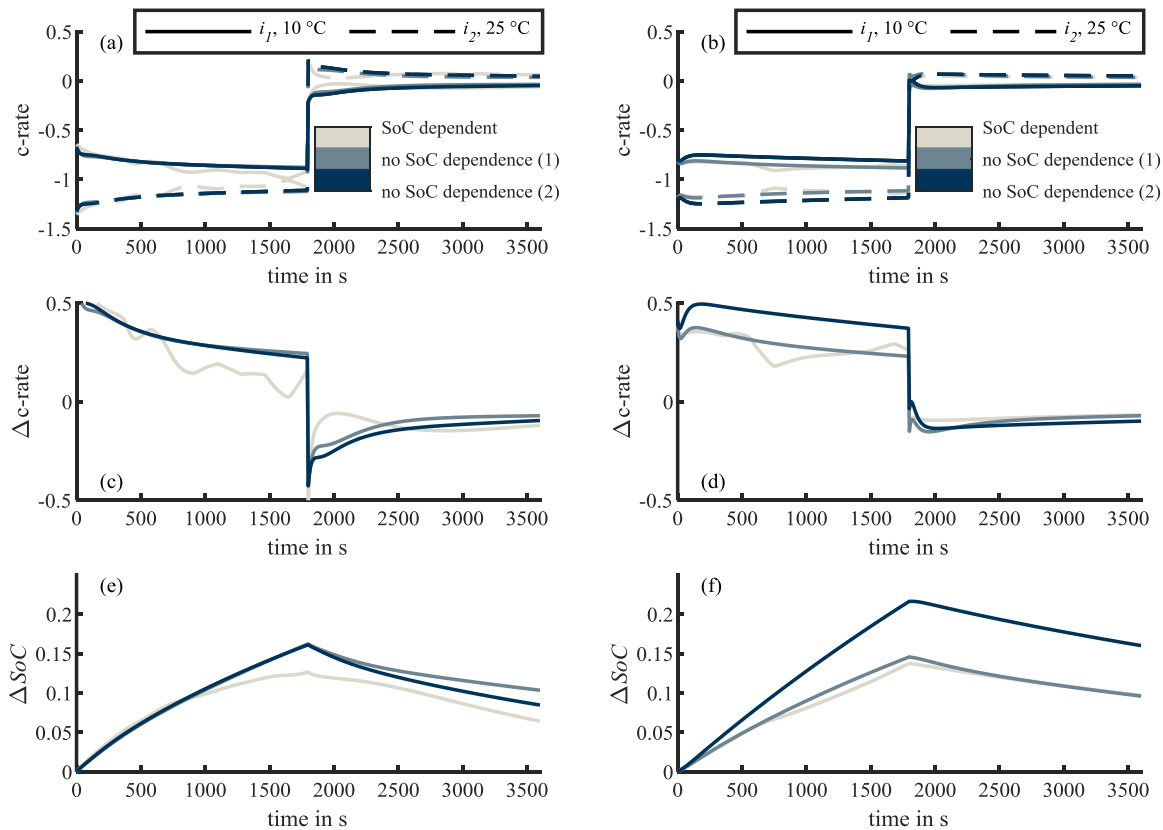 i1, 10 °C i2, 25 °C
(a)
0.5
0
-0.5
-1
-1.5
c-rate
SoC dependent
no SoC dependence (1)
no SoC dependence (2)
0 500 1000 1500 2000 2500 3000 3500
time in s
i1, 10 °C i2, 25 °C
(b)
0.5
0
-0.5
-1
-1.5
c-rate
SoC dependent
no SoC dependence (1)
no SoC dependence (2)
0 500 1000 1500 2000 2500 3000 3500
time in s
0.5
0
-0.5
Δc-rate
(c)
0 500 1000 1500 2000 2500 3000 3500
time in s
0.5
0
-0.5
Δc-rate
(d)
0 500 1000 1500 2000 2500 3000 3500
time in s
(e)
0.2
0.15
0.1
0.05
0
ΔSoC
0 500 1000 1500 2000 2500 3000 3500
time in s
(f)
0.2
0.15
0.1
0.05
0
ΔSoC
0 500 1000 1500 2000 2500 3000 3500
time in s